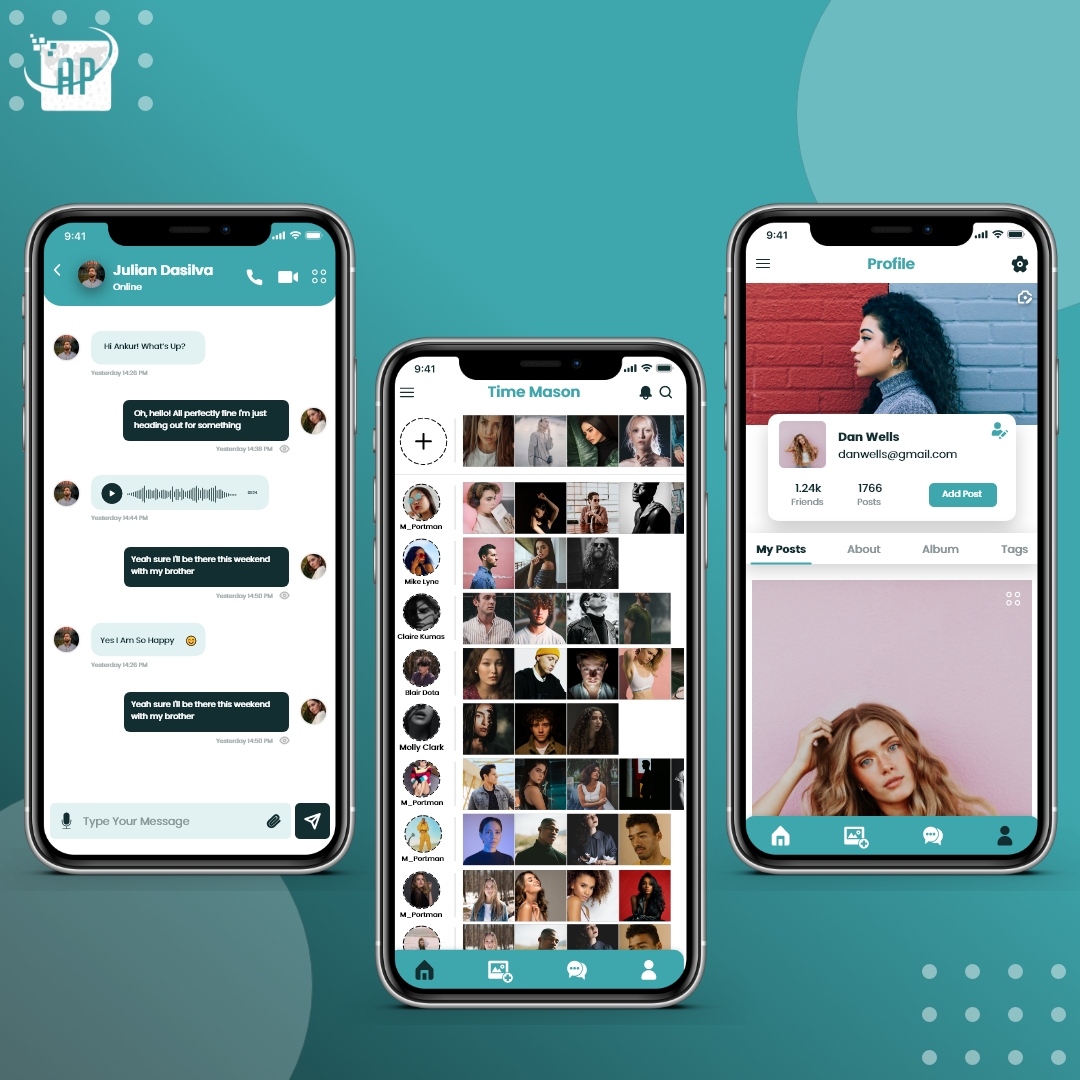 AP
9:41
Julian Dasilva
Online
Hi Ankur! What's Up?
Yesterday 14:26 PM
Oh, hello! All perfectly fine I'm just
heading out for something
Yesterday 14:38 PM
Yesterday 14:44 PM
Yeah sure I'll be there this weekend
with my brother
Yesterday 14:50 PM
Yes I Am So Happy 😊
Yesterday 14:26 PM
Yeah sure I'll be there this weekend
with my brother
Yesterday 14:50 PM
Type Your Message
9:41
Time Mason
M_Portman
Mike Lyne
Claire Kumas
Blair Dota
Molly Clark
M_Portman
M_Portman
M_Portman
9:41
Profile
Dan Wells
danwells@gmail.com
1.24k 1766
Friends Posts
Add Post
My Posts About Album Tags